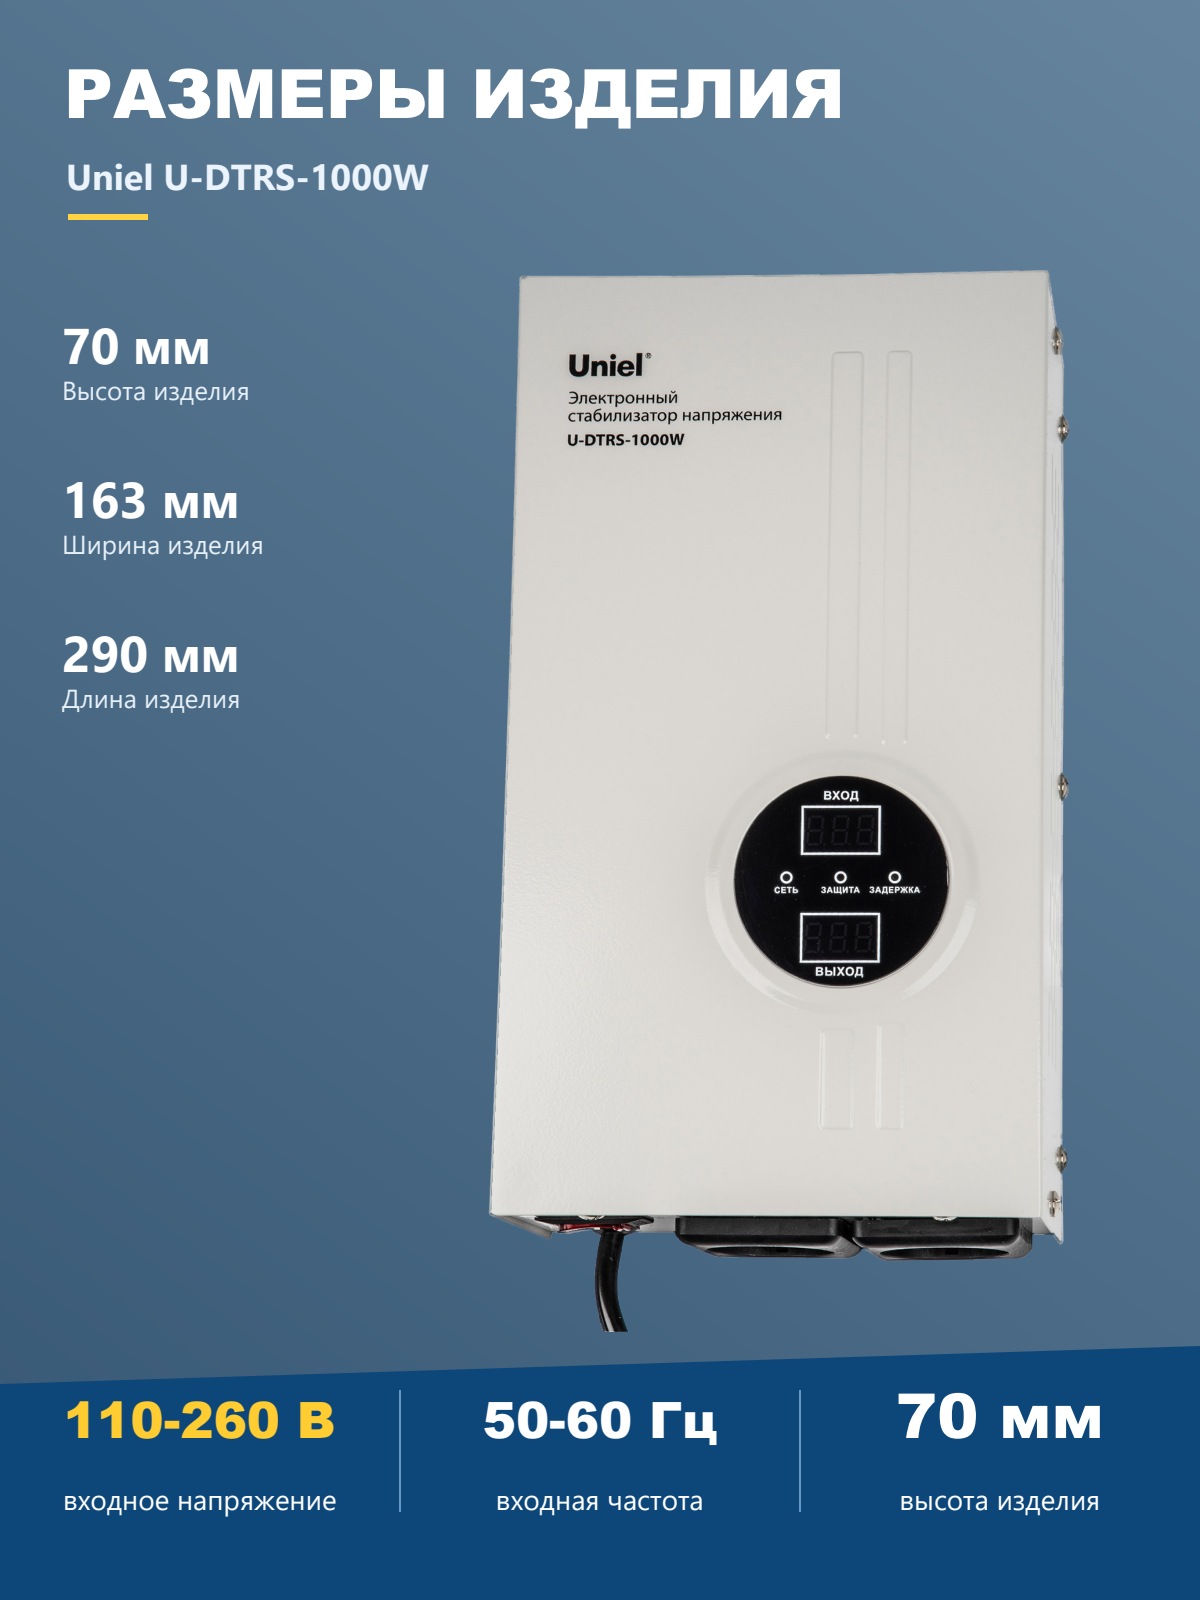 РАЗМЕРЫ ИЗДЕЛИЯ
Uniel U-DTRS-1000W
70 мм
Высота изделия
163 мм
Ширина изделия
290 мм
Длина изделия
Uniel®
Электронный
стабилизатор напряжения
U-DTRS-1000W
ВХОД
СЕТЬ ЗАЩИТА ЗАДЕРЖКА
ВЫХОД
110-260 В
входное напряжение
50-60 Гц
входная частота
70 мм
высота изделия